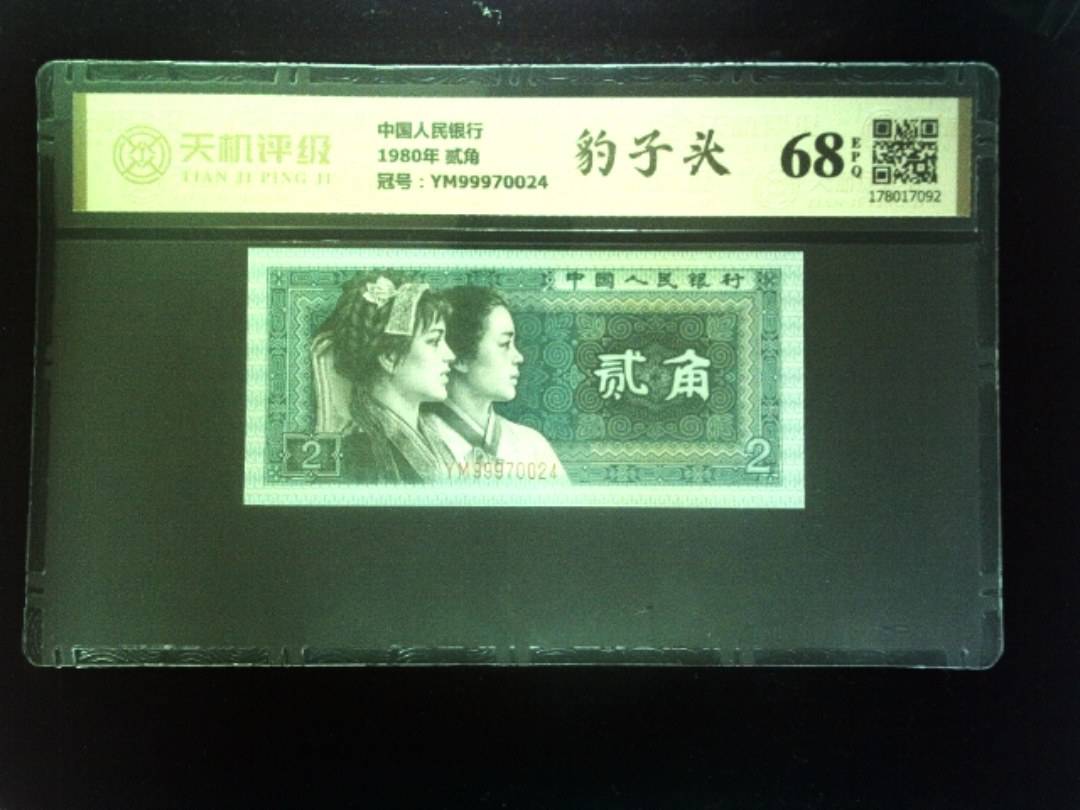 天机评级
TIAN JI PING JI
中国人民银行
1980年 贰角
冠号：YM99970024
豹子头
68
EPQ
178017092
中国人民银行
贰角
2
YM99970024
2